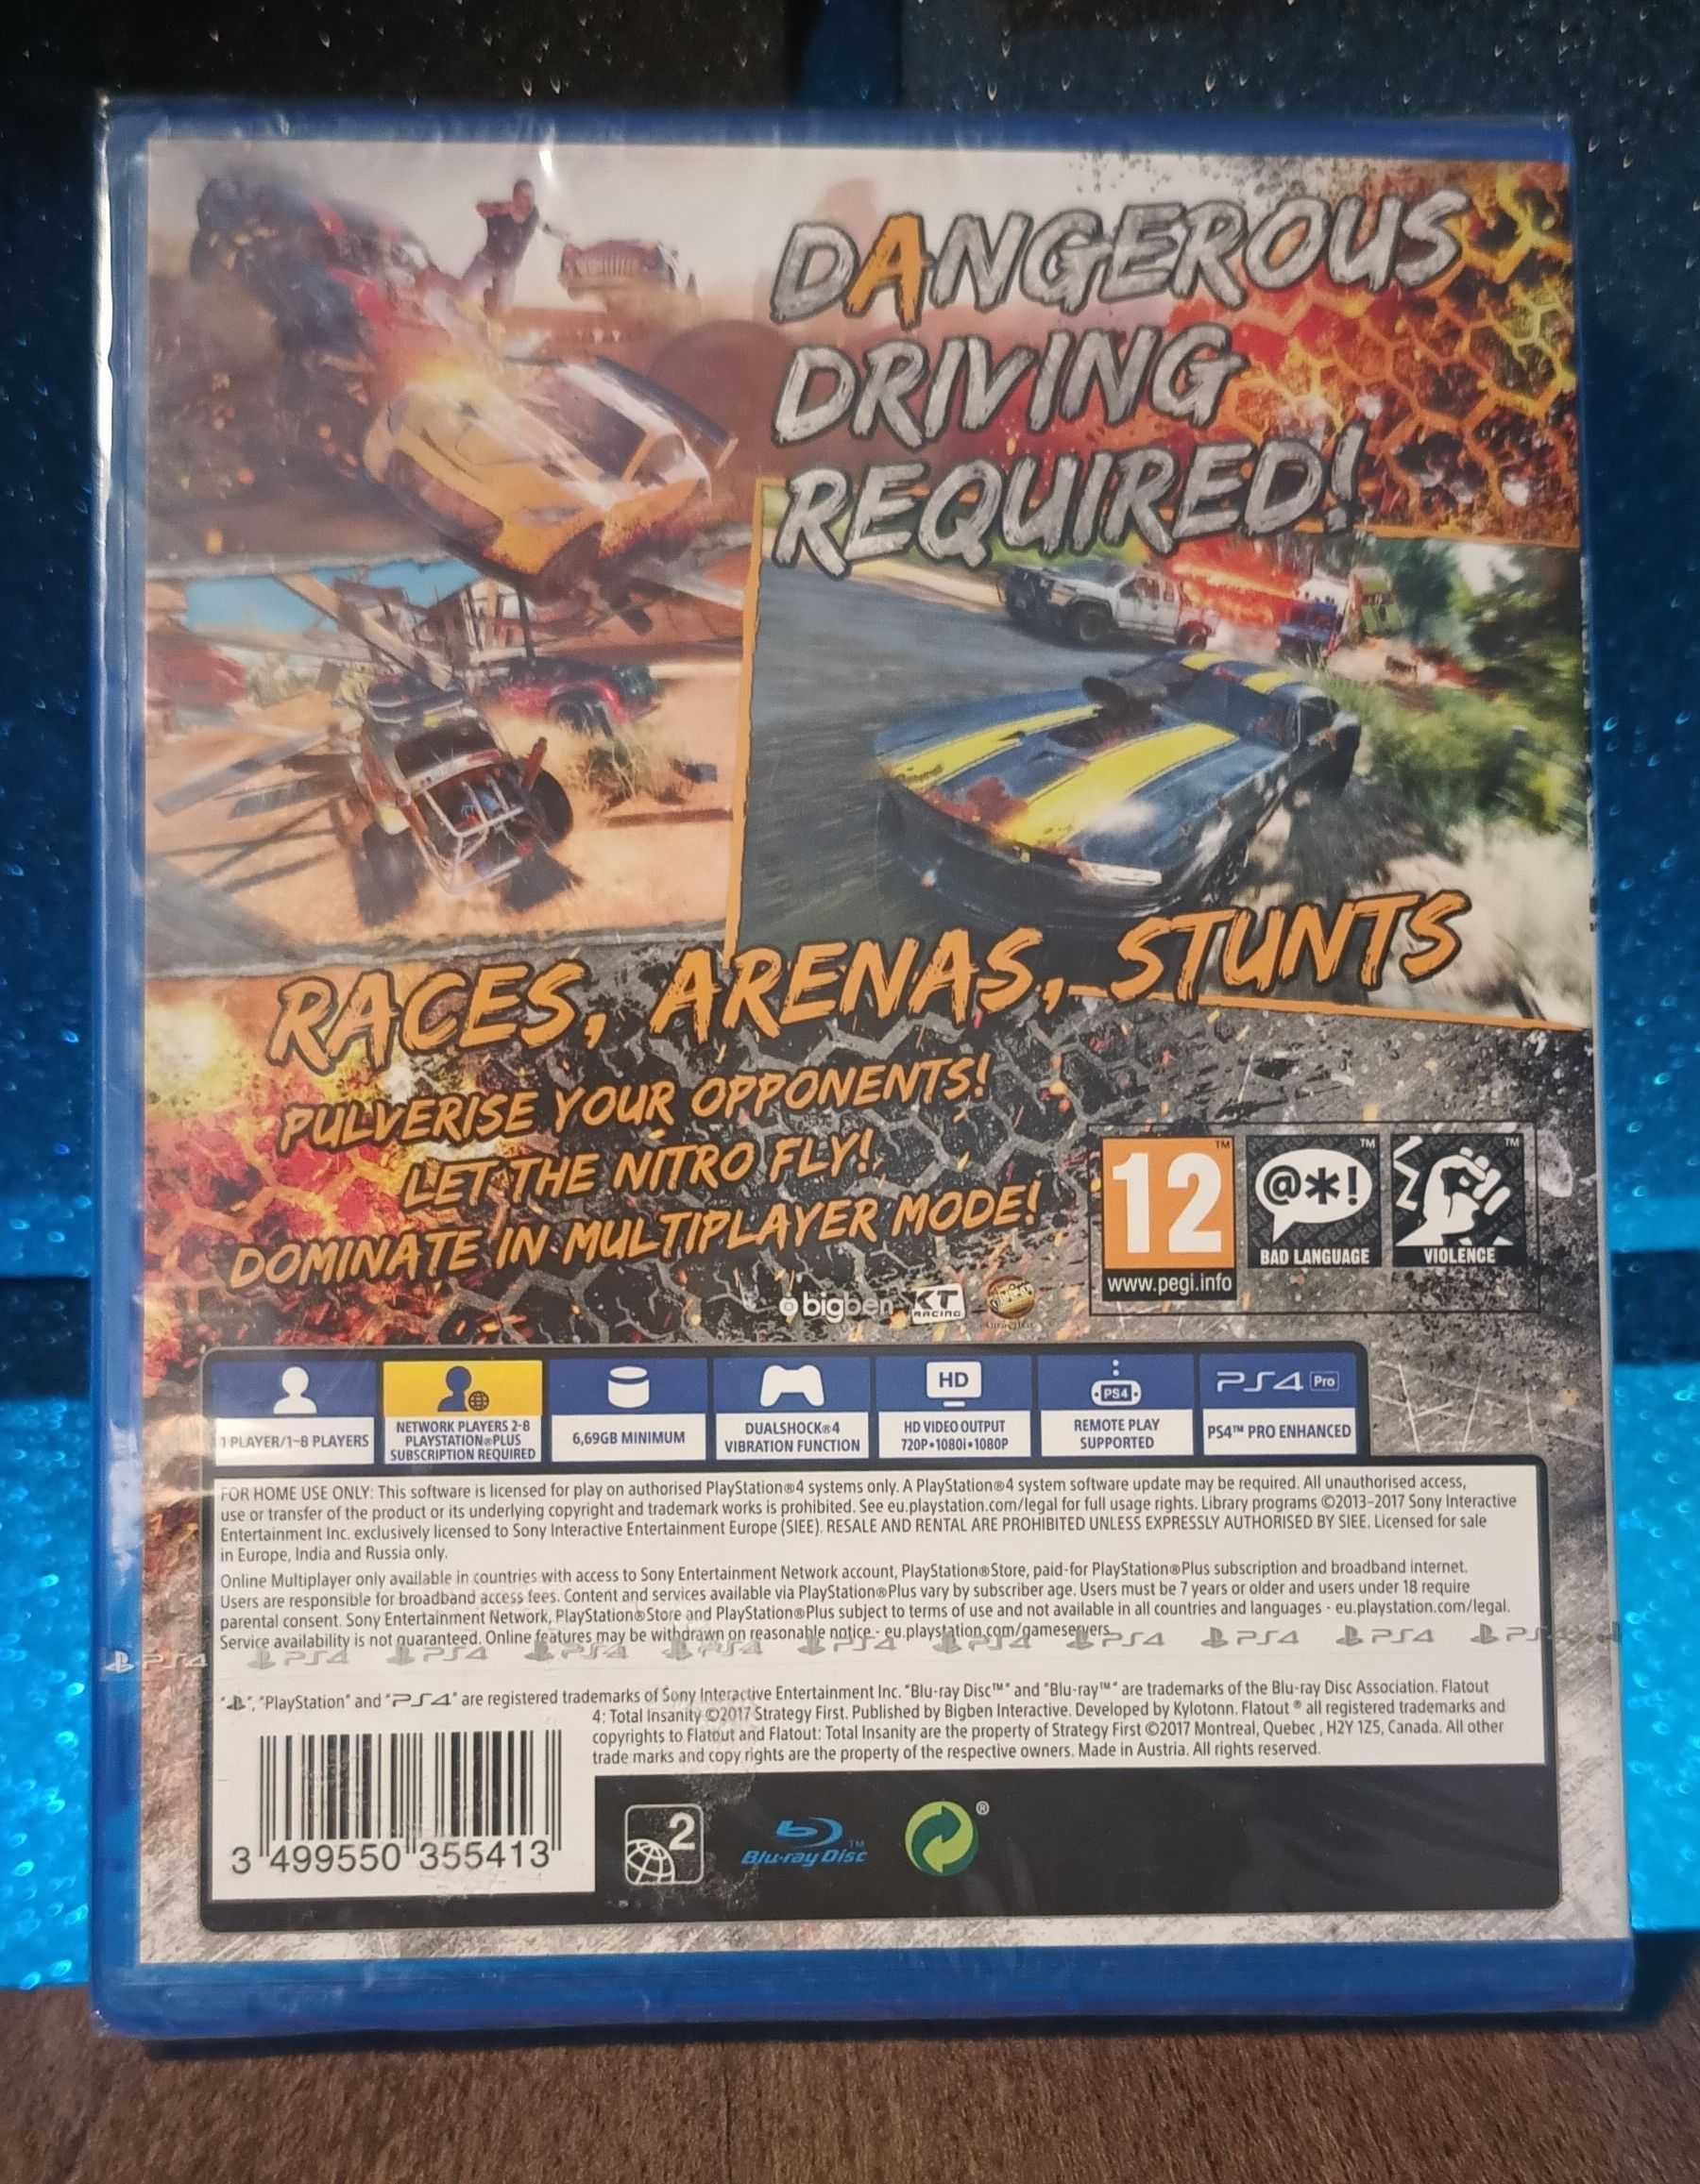 DANGEROUS
DRIVING
REQUIRED!
RACES, ARENAS, STUNTS
PULVERISE YOUR OPPONENTS!
LET THE NITRO FLY!
DOMINATE IN MULTIPLAYER MODE!
12™
www.pegi.info
@*!™
BAD LANGUAGE
™
VIOLENCE
bigben
KT
RACING
1 PLAYER/1-8 PLAYERS
NETWORK PLAYERS 2-8
PLAYSTATION®PLUS
SUBSCRIPTION REQUIRED
6,69GB MINIMUM
DUALSHOCK®4
VIBRATION FUNCTION
HD
HD VIDEO OUTPUT
720P•1080i•1080P
PS4
REMOTE PLAY
SUPPORTED
PS4 Pro
PS4™ PRO ENHANCED
FOR HOME USE ONLY: This software is licensed for play on authorised PlayStation®4 systems only. A PlayStation®4 system software update may be required. All unauthorised access,
use or transfer of the product or its underlying copyright and trademark works is prohibited. See eu.playstation.com/legal for full usage rights. Library programs ©2013-2017 Sony Interactive
Entertainment Inc. exclusively licensed to Sony Interactive Entertainment Europe (SIEE). RESALE AND RENTAL ARE PROHIBITED UNLESS EXPRESSLY AUTHORISED BY SIEE. Licensed for sale
in Europe, India and Russia only.
Online Multiplayer only available in countries with access to Sony Entertainment Network account, PlayStation®Store, paid-for PlayStation®Plus subscription and broadband internet.
Users are responsible for broadband access fees. Content and services available via PlayStation®Plus vary by subscriber age. Users must be 7 years or older and users under 18 require
parental consent. Sony Entertainment Network, PlayStation®Store and PlayStation®Plus subject to terms of use and not available in all countries and languages - eu.playstation.com/legal.
Service availability is not guaranteed. Online features may be withdrawn on reasonable notice - eu.playstation.com/gameservers.
PS4 PS4 PS4 PS4 PS4 PS4 PS4 PS4 PS4 PS4 PS
"", "PlayStation" and "PS4" are registered trademarks of Sony Interactive Entertainment Inc. "Blu-ray Disc™" and "Blu-ray™" are trademarks of the Blu-ray Disc Association. Flatout
4: Total Insanity ©2017 Strategy First. Published by Bigben Interactive. Developed by Kylotonn. Flatout ® all registered trademarks and
copyrights to Flatout and Flatout: Total Insanity are the property of Strategy First ©2017 Montreal, Quebec , H2Y 1Z5, Canada. All other
trade marks and copy rights are the property of the respective owners. Made in Austria. All rights reserved.
3 499550 355413
2
Blu-ray Disc™
®